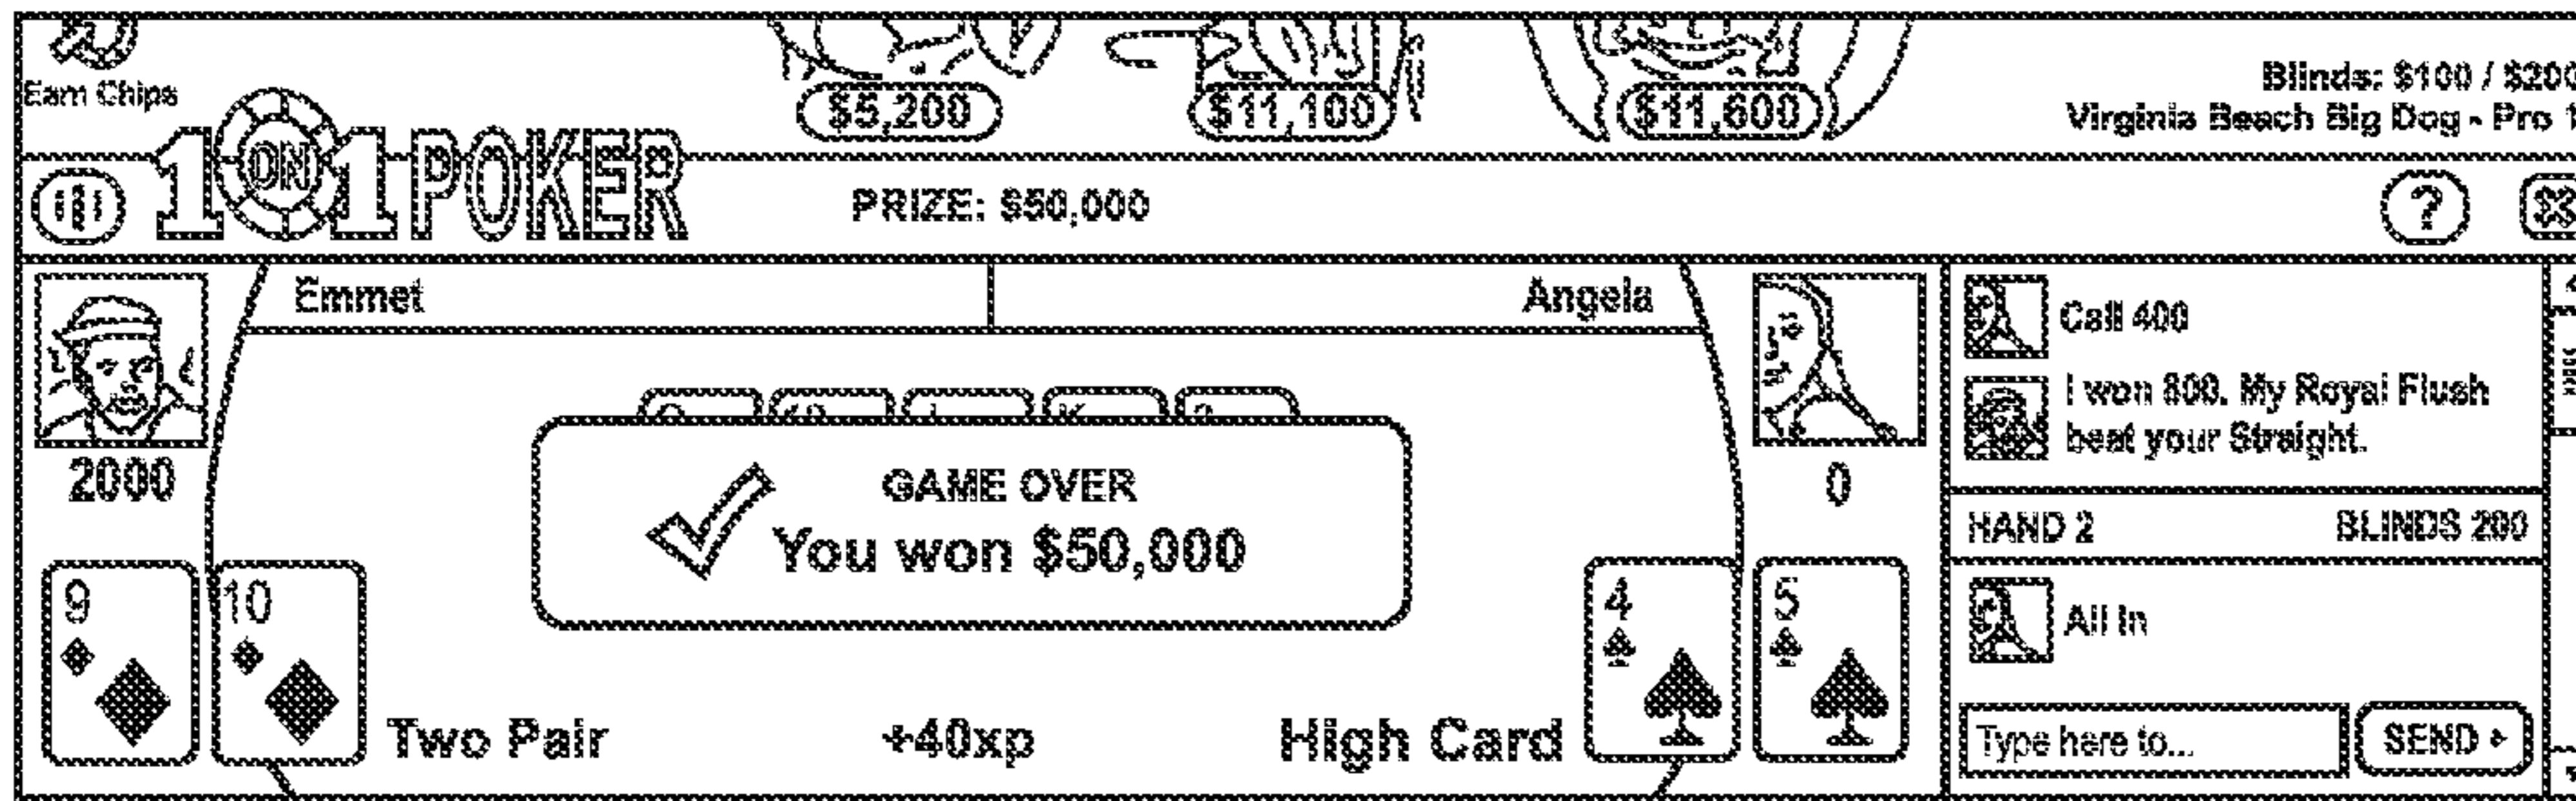 Earn Chips
$5,200
$11,100
$11,600
Blinds: $100 / $200
Virginia Beach Big Dog - Pro 1
1 ON 1 POKER
PRIZE: $50,000
?
Emmet
Angela
2000
0
GAME OVER
You won $50,000
9
10
4
5
Two Pair
+40xp
High Card
Call 400
I won 800. My Royal Flush
beat your Straight.
HAND 2
BLINDS 200
All In
Type here to...
SEND